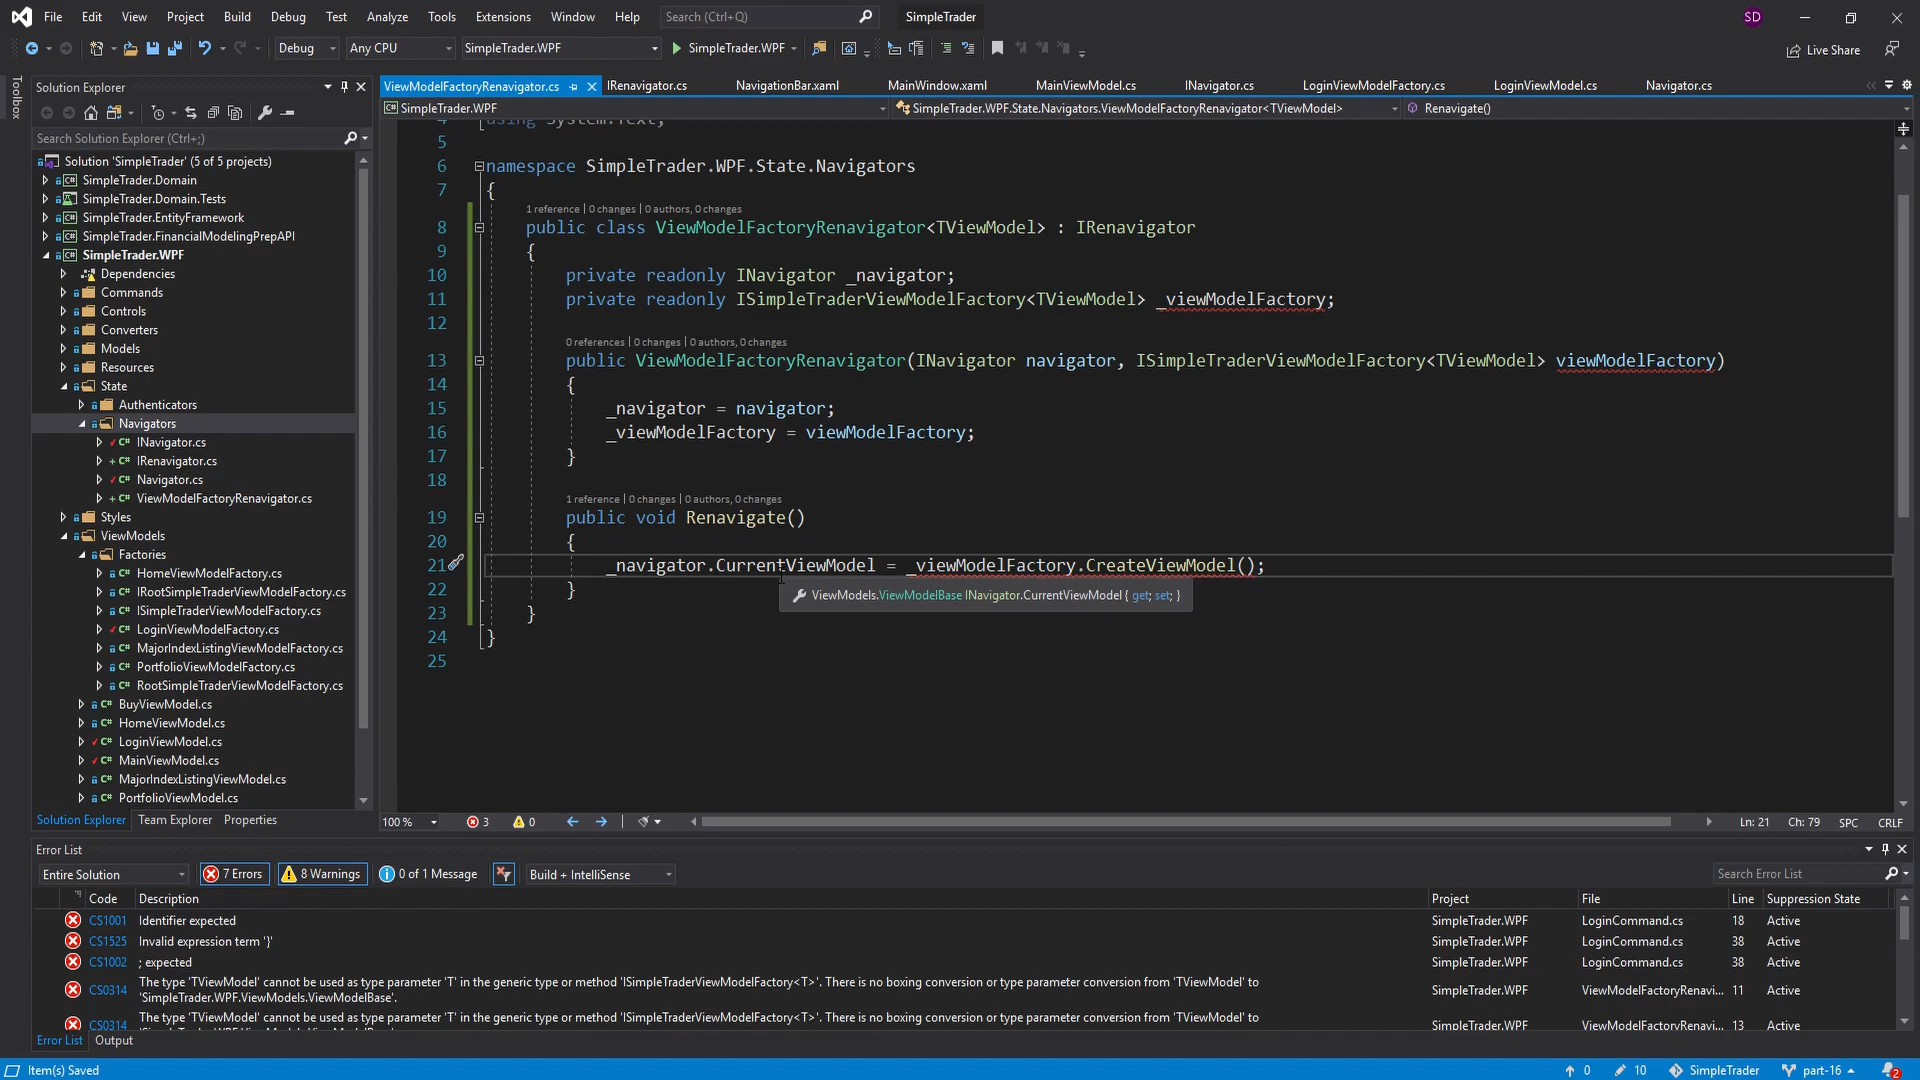 File Edit View Project Build Debug Test Analyze Tools Extensions Window Help Search (Ctrl+Q) SimpleTrader SD
Debug Any CPU SimpleTrader.WPF SimpleTrader.WPF Live Share
Toolbox
Solution Explorer
Search Solution Explorer (Ctrl+;)
Solution 'SimpleTrader' (5 of 5 projects)
SimpleTrader.Domain
SimpleTrader.Domain.Tests
SimpleTrader.EntityFramework
SimpleTrader.FinancialModelingPrepAPI
SimpleTrader.WPF
Dependencies
Commands
Controls
Converters
Models
Resources
State
Authenticators
Navigators
INavigator.cs
IRenavigator.cs
Navigator.cs
ViewModelFactoryRenavigator.cs
Styles
ViewModels
Factories
HomeViewModelFactory.cs
IRootSimpleTraderViewModelFactory.cs
ISimpleTraderViewModelFactory.cs
LoginViewModelFactory.cs
MajorIndexListingViewModelFactory.cs
PortfolioViewModelFactory.cs
RootSimpleTraderViewModelFactory.cs
BuyViewModel.cs
HomeViewModel.cs
LoginViewModel.cs
MainViewModel.cs
MajorIndexListingViewModel.cs
PortfolioViewModel.cs
Solution Explorer Team Explorer Properties
ViewModelFactoryRenavigator.cs IRenavigator.cs NavigationBar.xaml MainWindow.xaml MainViewModel.cs INavigator.cs LoginViewModelFactory.cs LoginViewModel.cs Navigator.cs
SimpleTrader.WPF SimpleTrader.WPF.State.Navigators.ViewModelFactoryRenavigator<TViewModel> Renavigate()
4 using System.Text;
5
6 namespace SimpleTrader.WPF.State.Navigators
7 {
1 reference | 0 changes | 0 authors, 0 changes
8 public class ViewModelFactoryRenavigator<TViewModel> : IRenavigator
9 {
10 private readonly INavigator _navigator;
11 private readonly ISimpleTraderViewModelFactory<TViewModel> _viewModelFactory;
12
0 references | 0 changes | 0 authors, 0 changes
13 public ViewModelFactoryRenavigator(INavigator navigator, ISimpleTraderViewModelFactory<TViewModel> viewModelFactory)
14 {
15 _navigator = navigator;
16 _viewModelFactory = viewModelFactory;
17 }
18
1 reference | 0 changes | 0 authors, 0 changes
19 public void Renavigate()
20 {
21 _navigator.CurrentViewModel = _viewModelFactory.CreateViewModel();
22 }
ViewModels.ViewModelBase INavigator.CurrentViewModel { get; set; }
23 }
24 }
25
100 % 3 0 Ln: 21 Ch: 79 SPC CRLF
Error List
Entire Solution 7 Errors 8 Warnings 0 of 1 Message Build + IntelliSense Search Error List
Code Description Project File Line Suppression State
CS1001 Identifier expected SimpleTrader.WPF LoginCommand.cs 18 Active
CS1525 Invalid expression term '}' SimpleTrader.WPF LoginCommand.cs 38 Active
CS1002 ; expected SimpleTrader.WPF LoginCommand.cs 38 Active
CS0314 The type 'TViewModel' cannot be used as type parameter 'T' in the generic type or method 'ISimpleTraderViewModelFactory<T>'. There is no boxing conversion or type parameter conversion from 'TViewModel' to
'SimpleTrader.WPF.ViewModels.ViewModelBase'. SimpleTrader.WPF ViewModelFactoryRenavi... 11 Active
CS0314 The type 'TViewModel' cannot be used as type parameter 'T' in the generic type or method 'ISimpleTraderViewModelFactory<T>'. There is no boxing conversion or type parameter conversion from 'TViewModel' to
SimpleTrader.WPF ViewModelFactoryRenavi... 13 Active
Error List Output
Item(s) Saved 0 10 SimpleTrader part-16 2